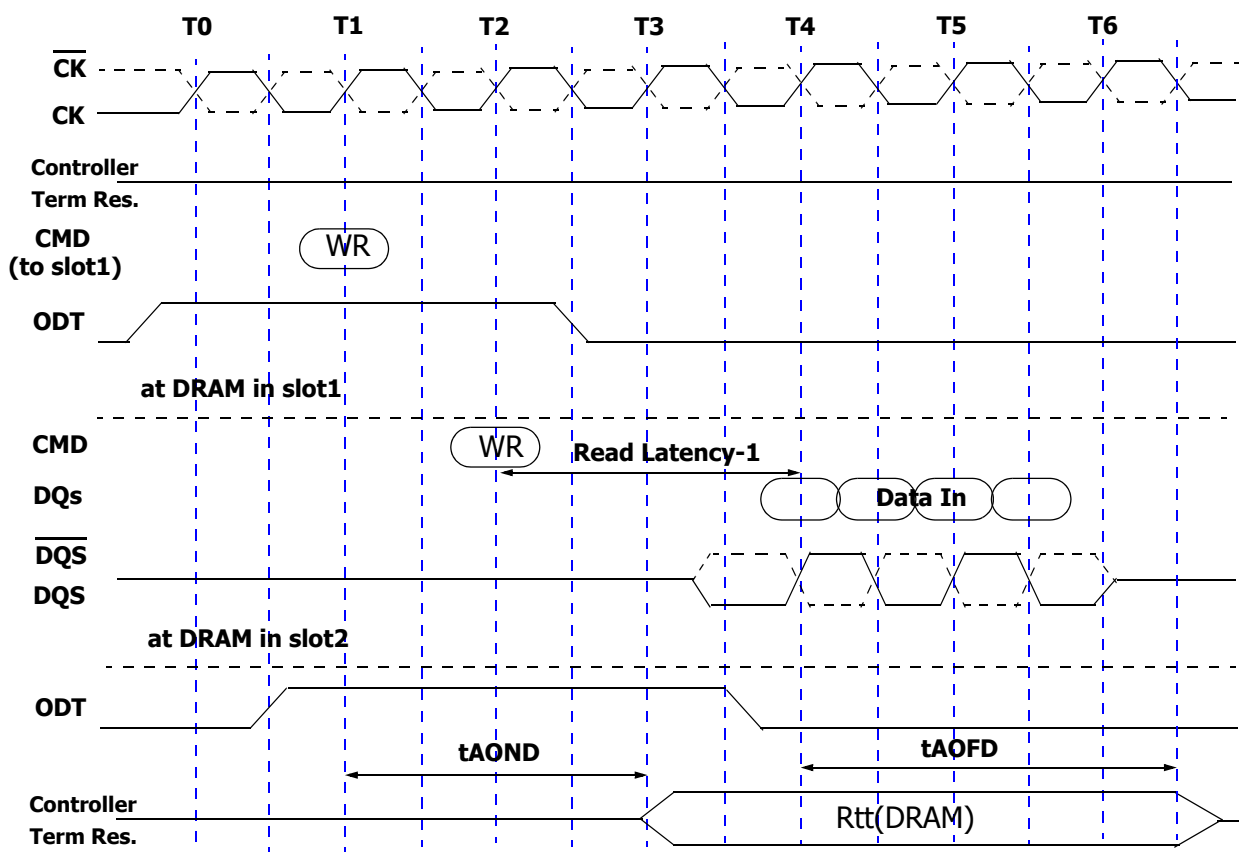 T0 T1 T2 T3 T4 T5 T6
CK
CK
Controller
Term Res.
CMD
(to slot1)
WR
ODT
at DRAM in slot1
CMD
WR
Read Latency-1
DQs
Data In
DQS
DQS
at DRAM in slot2
ODT
tAOND
tAOFD
Controller
Term Res.
Rtt(DRAM)